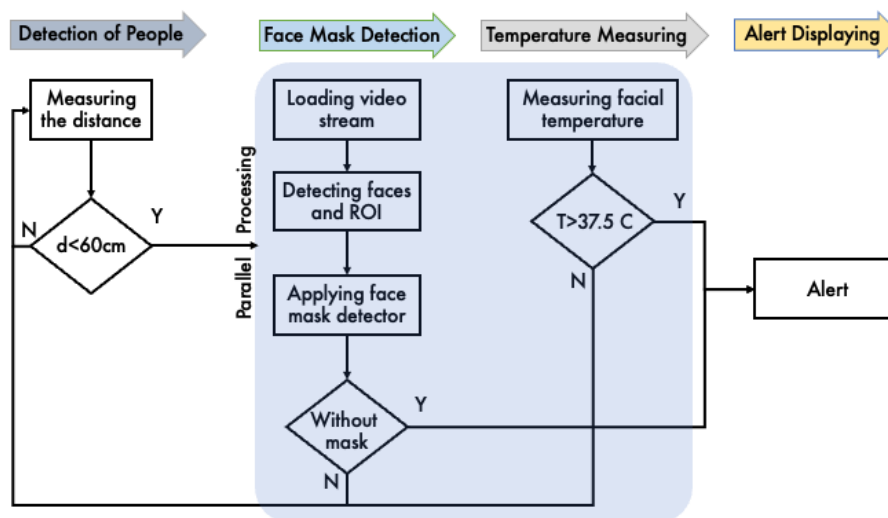 Detection of People
Face Mask Detection
Temperature Measuring
Alert Displaying
Measuring
the distance
N
Y
d<60cm
Parallel Processing
Loading video
stream
Detecting faces
and ROI
Applying face
mask detector
Without
mask
Y
N
Measuring facial
temperature
T>37.5 C
Y
N
Alert